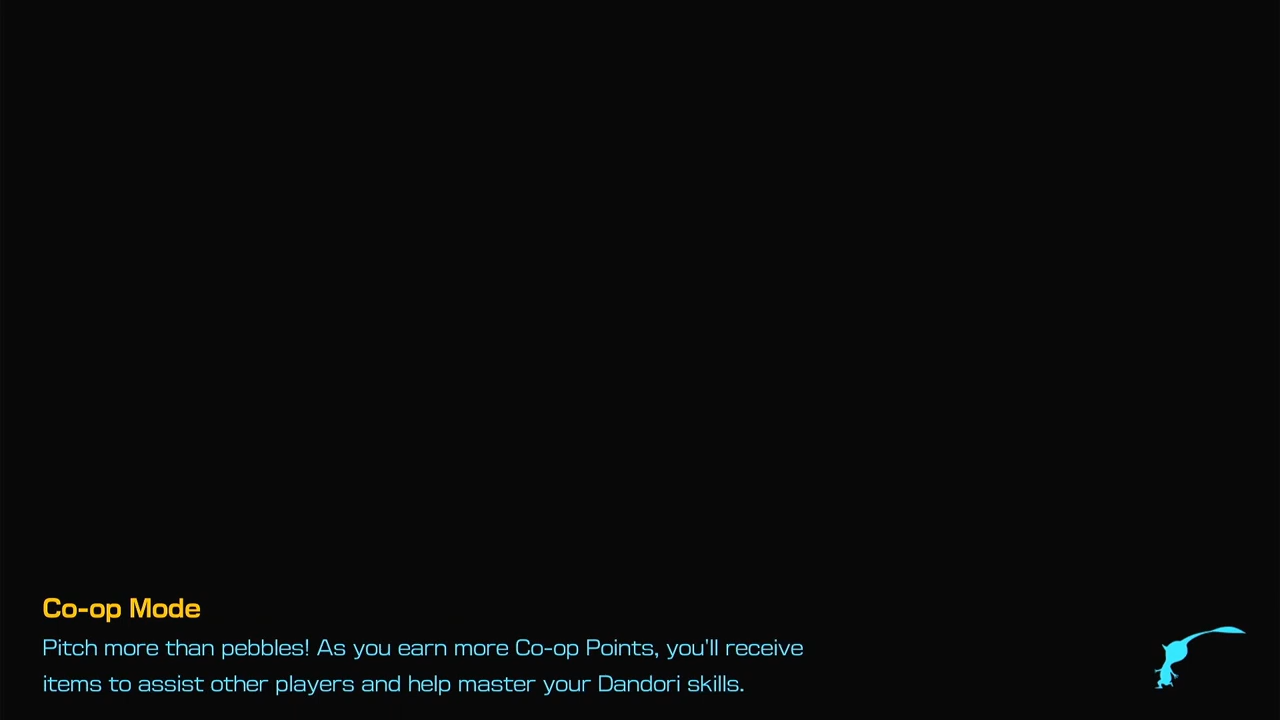 Co-op Mode
Pitch more than pebbles! As you earn more Co-op Points, you'll receive
items to assist other players and help master your Dandori skills.